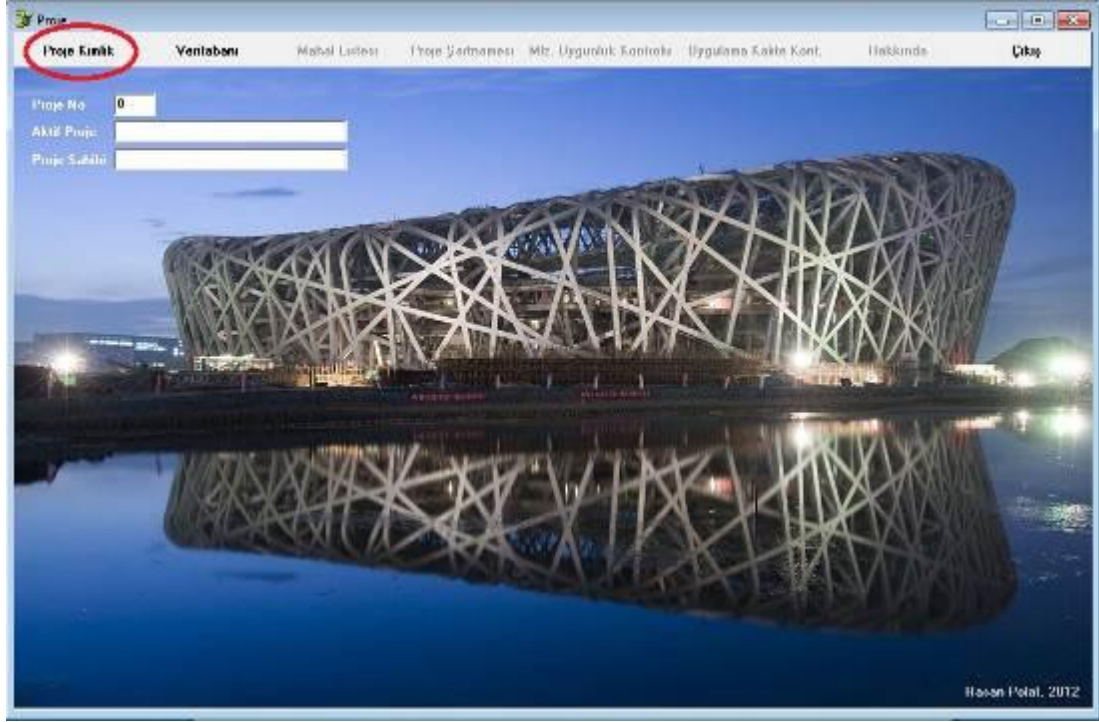 Proje
Proje Kimlik Veritabanı Mahal Listesi Proje Şartnamesi Mlz. Uygunluk Kontrolu Uygulama Kalite Kont. Hakkında Çıkış
Proje No 0
Aktif Proje
Proje Sahibi
Hasan Polat, 2012